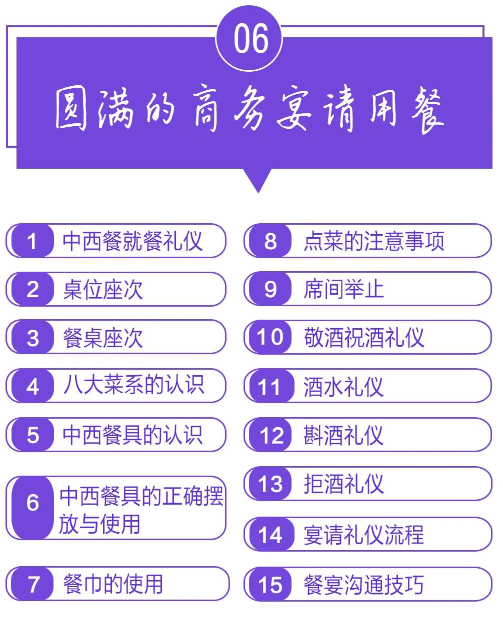 06
圆满的商务宴请用餐
1 中西餐就餐礼仪
2 桌位座次
3 餐桌座次
4 八大菜系的认识
5 中西餐具的认识
6 中西餐具的正确摆
放与使用
7 餐巾的使用
8 点菜的注意事项
9 席间举止
10 敬酒祝酒礼仪
11 酒水礼仪
12 斟酒礼仪
13 拒酒礼仪
14 宴请礼仪流程
15 餐宴沟通技巧